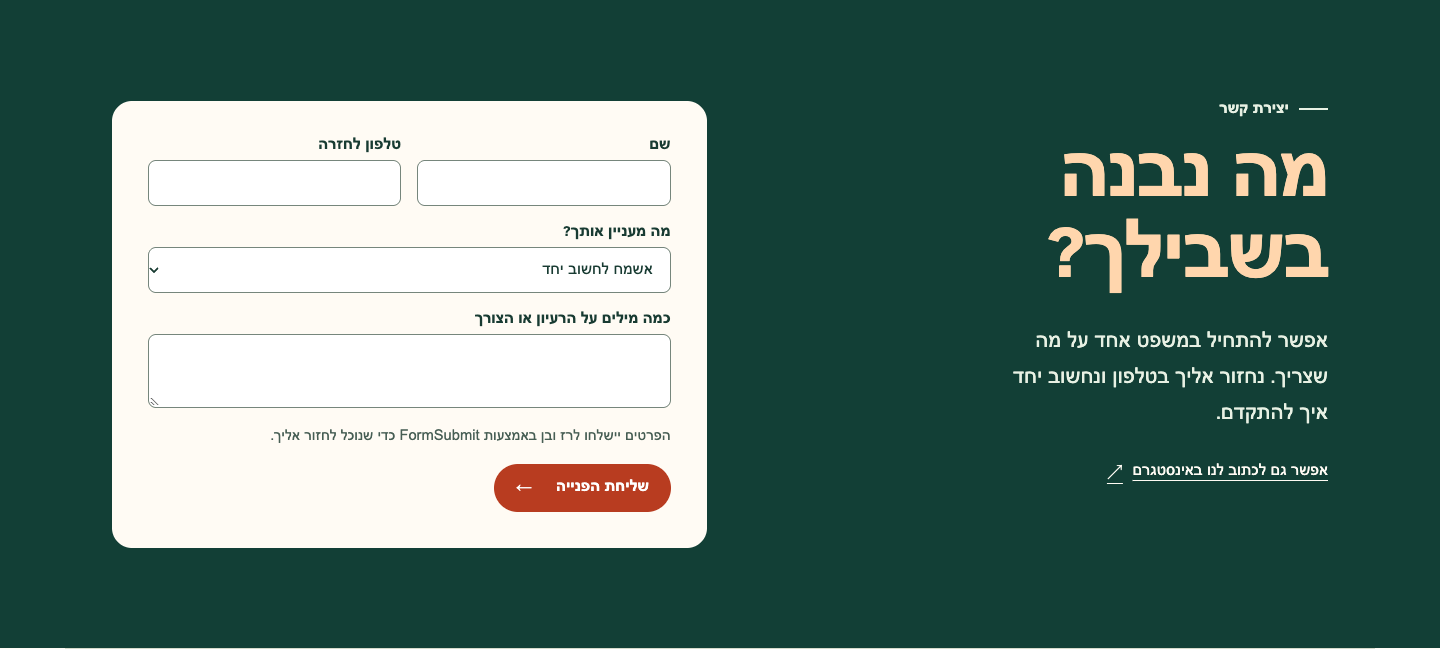 יצירת קשר
מה נבנה
בשבילך?
אפשר להתחיל במשפט אחד על מה
שצריך. נחזור אליך בטלפון ונחשוב יחד
איך להתקדם.
אפשר גם לכתוב לנו באינסטגרם ↗
שם
טלפון לחזרה
מה מעניין אותך?
אשמח לחשוב יחד
כמה מילים על הרעיון או הצורך
הפרטים יישלחו לרז ובן באמצעות FormSubmit כדי שנוכל לחזור אליך.
שליחת הפנייה ←